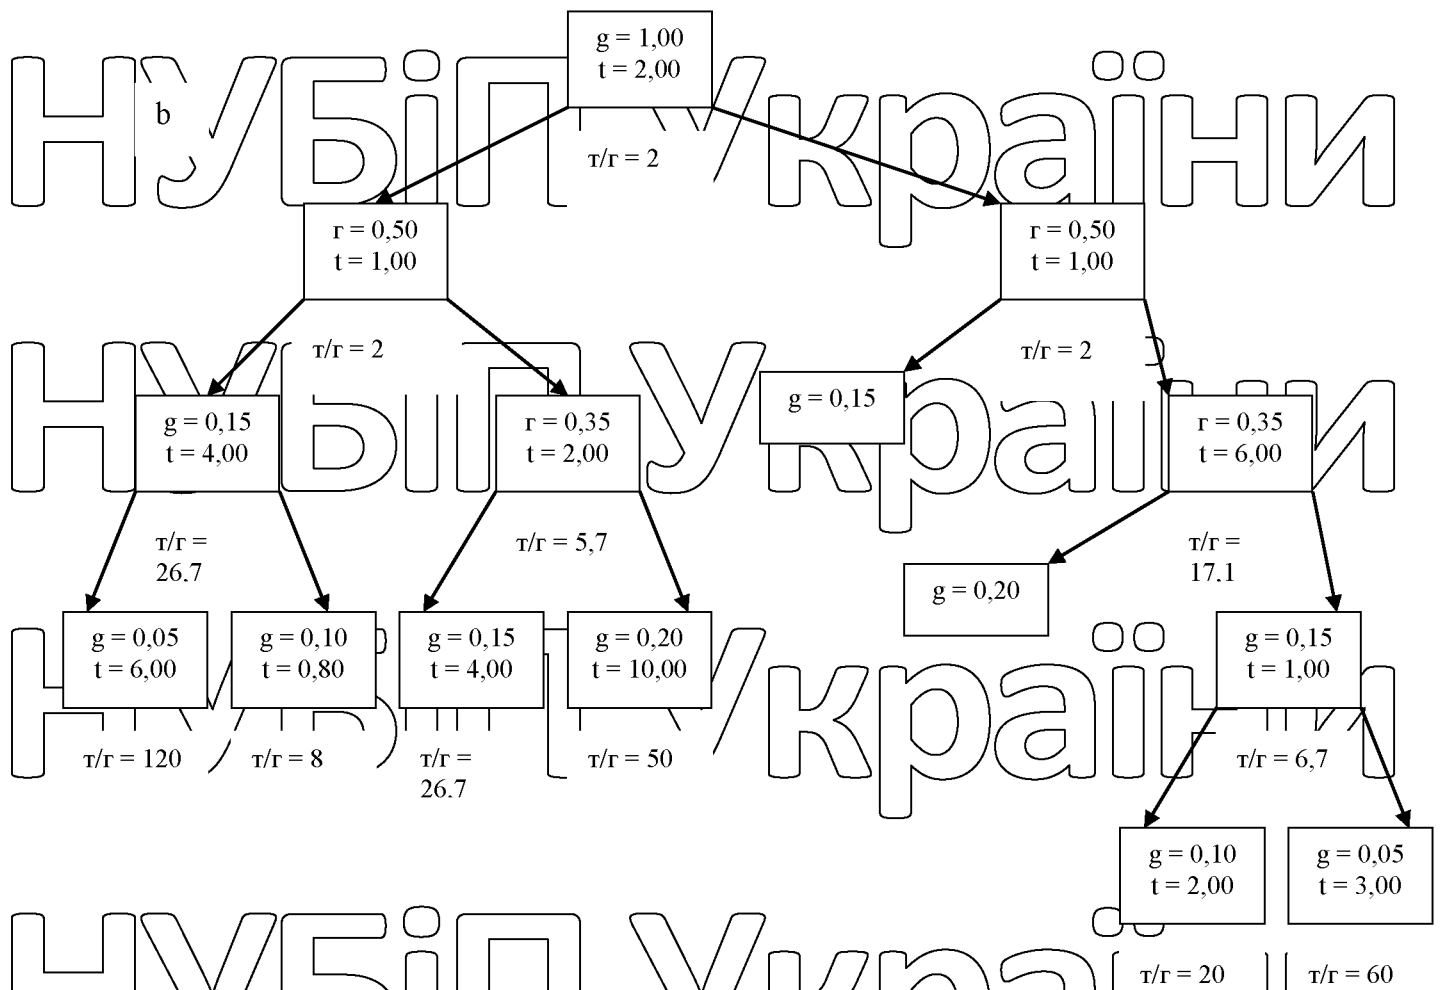 g = 1,00
t = 2,00
НУБіП України
b
т/г = 2
г = 0,50
t = 1,00
г = 0,50
t = 1,00
т/г = 2
т/г = 2
НУБіП України
g = 0,15
g = 0,15
t = 4,00
г = 0,35
t = 2,00
г = 0,35
t = 6,00
т/г =
26,7
т/г = 5,7
т/г =
17,1
g = 0,20
НУБіП України
g = 0,05
t = 6,00
g = 0,10
t = 0,80
g = 0,15
t = 4,00
g = 0,20
t = 10,00
g = 0,15
t = 1,00
т/г = 120
т/г = 8
т/г =
26,7
т/г = 50
т/г = 6,7
g = 0,10
t = 2,00
g = 0,05
t = 3,00
НУБіП України
т/г = 20
т/г = 60